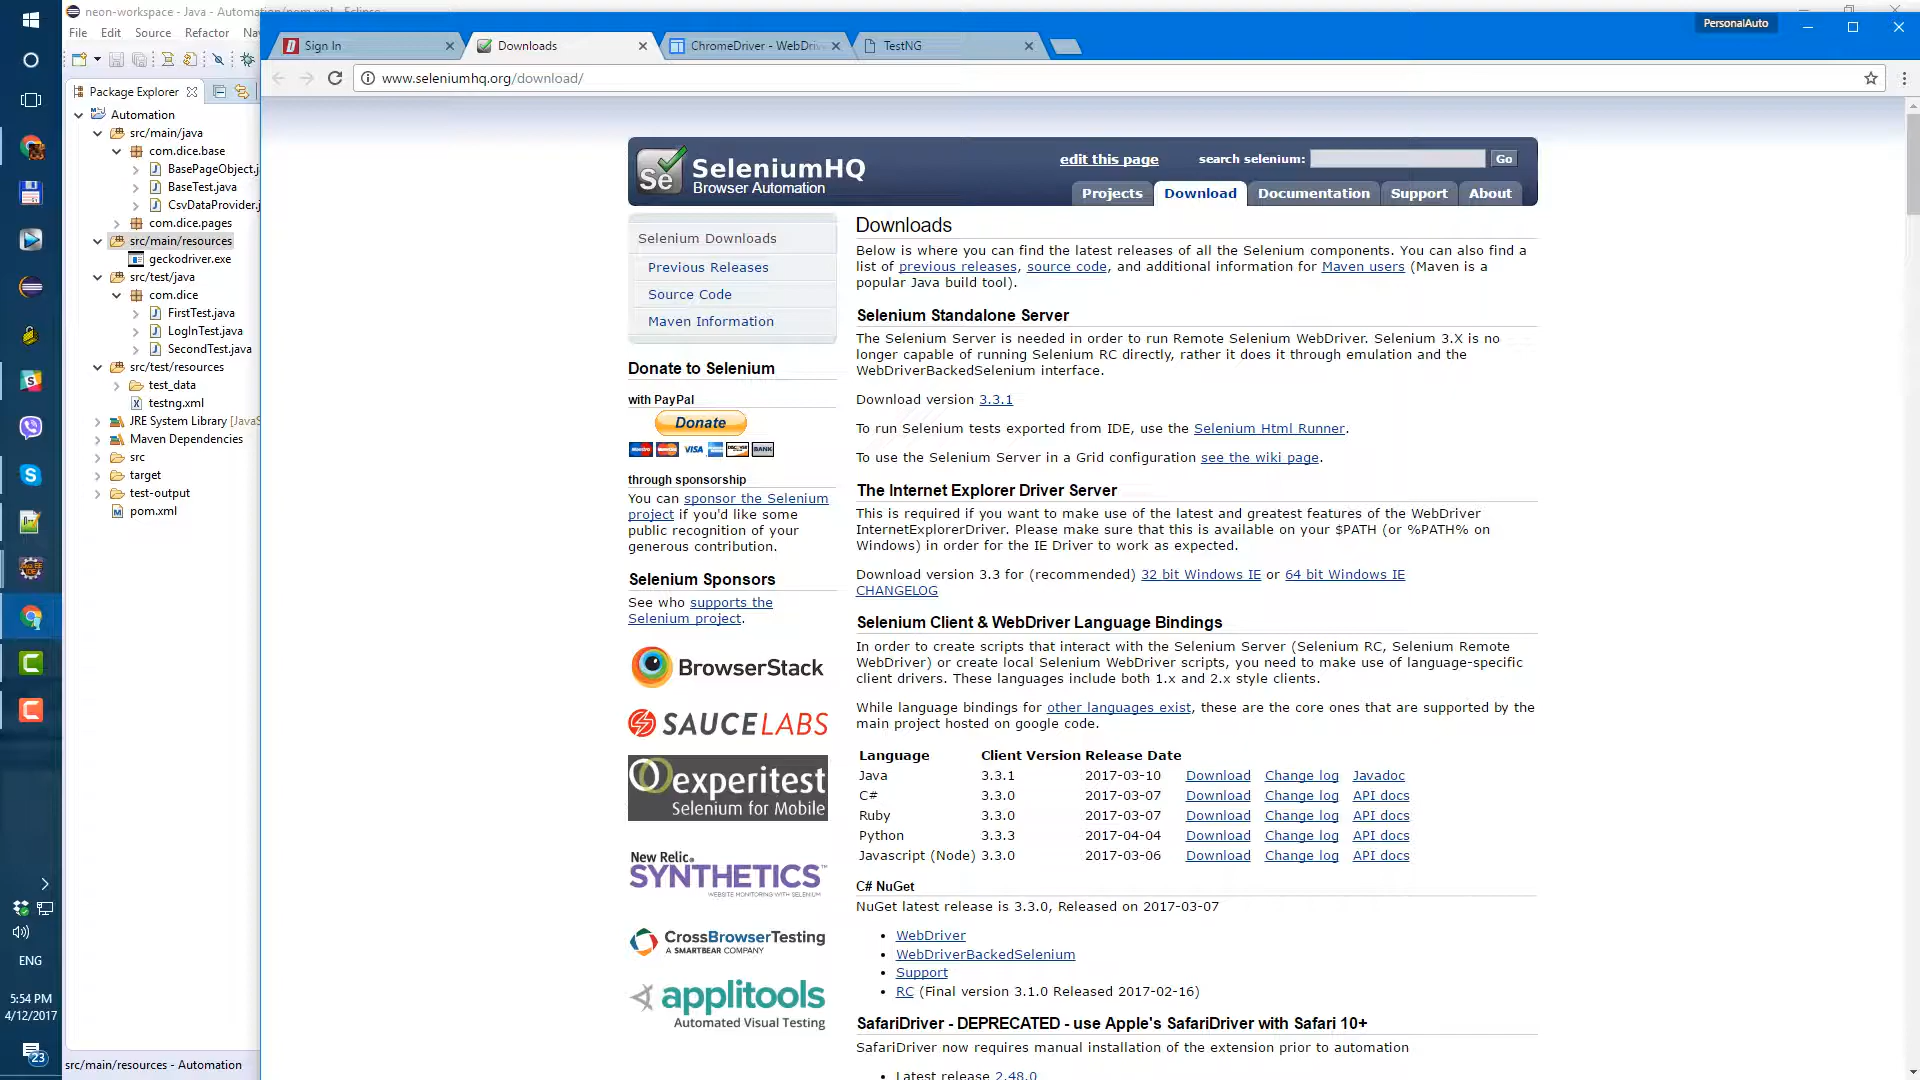 neon-workspace - Java - Automation/pom.xml - Eclipse
File Edit Source Refactor
Package Explorer
Automation
src/main/java
com.dice.base
BasePageObject.j
BaseTest.java
CsvDataProvider.j
com.dice.pages
src/main/resources
geckodriver.exe
src/test/java
com.dice
FirstTest.java
LogInTest.java
SecondTest.java
src/test/resources
test_data
testng.xml
JRE System Library [JavaS
Maven Dependencies
src
target
test-output
pom.xml
src/main/resources - Automation
ENG
5:54 PM
4/12/2017
23
PersonalAuto
Sign In
Downloads
ChromeDriver - WebDriv
TestNG
www.seleniumhq.org/download/
Se
SeleniumHQ
Browser Automation
edit this page
search selenium:
Go
Projects Download Documentation Support About
Selenium Downloads
Previous Releases
Source Code
Maven Information
Donate to Selenium
with PayPal
Donate
VISA
BANK
through sponsorship
You can sponsor the Selenium
project if you'd like some
public recognition of your
generous contribution.
Selenium Sponsors
See who supports the
Selenium project.
BrowserStack
SAUCELABS
experitest
Selenium for Mobile
New Relic®
SYNTHETICS™
WEBSITE MONITORING WITH SELENIUM
CrossBrowserTesting
A SMARTBEAR COMPANY
applitools
Automated Visual Testing
Downloads
Below is where you can find the latest releases of all the Selenium components. You can also find a
list of previous releases, source code, and additional information for Maven users (Maven is a
popular Java build tool).
Selenium Standalone Server
The Selenium Server is needed in order to run Remote Selenium WebDriver. Selenium 3.X is no
longer capable of running Selenium RC directly, rather it does it through emulation and the
WebDriverBackedSelenium interface.
Download version 3.3.1
To run Selenium tests exported from IDE, use the Selenium Html Runner.
To use the Selenium Server in a Grid configuration see the wiki page.
The Internet Explorer Driver Server
This is required if you want to make use of the latest and greatest features of the WebDriver
InternetExplorerDriver. Please make sure that this is available on your $PATH (or %PATH% on
Windows) in order for the IE Driver to work as expected.
Download version 3.3 for (recommended) 32 bit Windows IE or 64 bit Windows IE
CHANGELOG
Selenium Client & WebDriver Language Bindings
In order to create scripts that interact with the Selenium Server (Selenium RC, Selenium Remote
WebDriver) or create local Selenium WebDriver scripts, you need to make use of language-specific
client drivers. These languages include both 1.x and 2.x style clients.
While language bindings for other languages exist, these are the core ones that are supported by the
main project hosted on google code.
Language Client Version Release Date
Java 3.3.1 2017-03-10 Download Change log Javadoc
C# 3.3.0 2017-03-07 Download Change log API docs
Ruby 3.3.0 2017-03-07 Download Change log API docs
Python 3.3.3 2017-04-04 Download Change log API docs
Javascript (Node) 3.3.0 2017-03-06 Download Change log API docs
C# NuGet
NuGet latest release is 3.3.0, Released on 2017-03-07
WebDriver
WebDriverBackedSelenium
Support
RC (Final version 3.1.0 Released 2017-02-16)
SafariDriver - DEPRECATED - use Apple's SafariDriver with Safari 10+
SafariDriver now requires manual installation of the extension prior to automation
Latest release 2.48.0